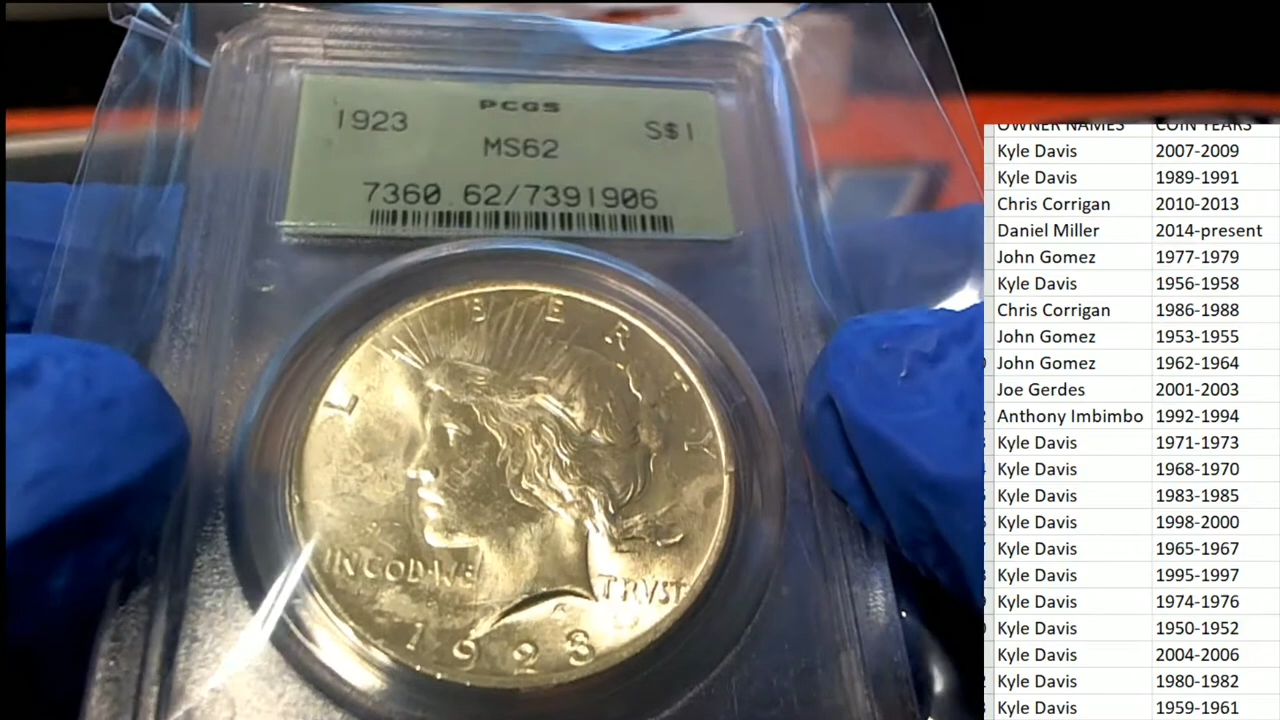 PCGS
1923 S$1
MS62
7360.62/7391906
LIBERTY
IN GOD WE TRVST
1923
OWNER NAMES COIN YEARS
Kyle Davis 2007-2009
Kyle Davis 1989-1991
Chris Corrigan 2010-2013
Daniel Miller 2014-present
John Gomez 1977-1979
Kyle Davis 1956-1958
Chris Corrigan 1986-1988
John Gomez 1953-1955
John Gomez 1962-1964
Joe Gerdes 2001-2003
Anthony Imbimbo 1992-1994
Kyle Davis 1971-1973
Kyle Davis 1968-1970
Kyle Davis 1983-1985
Kyle Davis 1998-2000
Kyle Davis 1965-1967
Kyle Davis 1995-1997
Kyle Davis 1974-1976
Kyle Davis 1950-1952
Kyle Davis 2004-2006
Kyle Davis 1980-1982
Kyle Davis 1959-1961